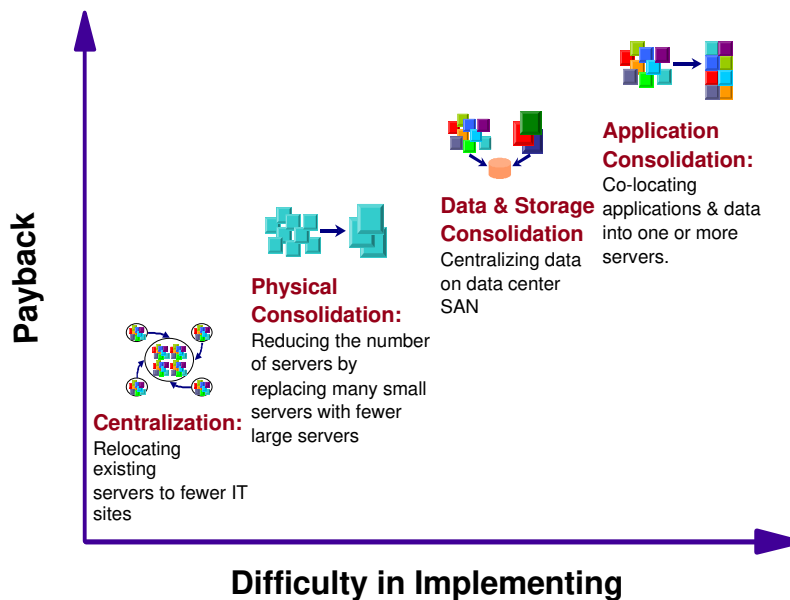 Payback
Application
Consolidation:
Co-locating
applications & data
into one or more
servers.
Data & Storage
Consolidation
Centralizing data
on data center
SAN
Physical
Consolidation:
Reducing the number
of servers by
replacing many small
servers with fewer
large servers
Centralization:
Relocating
existing
servers to fewer IT
sites
Difficulty in Implementing